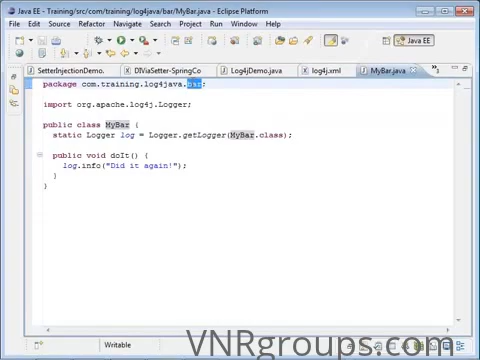 Java EE - Training/src/com/training/log4java/bar/MyBar.java - Eclipse Platform
File Edit Source Refactor Navigate Search Project Run Window Help
Java EE
SetterInjectionDemo. DIViaSetter-SpringCo Log4jDemo.java log4j.xml MyBar.java
package com.training.log4java.bar;
import org.apache.log4j.Logger;
public class MyBar {
static Logger log = Logger.getLogger(MyBar.class);
public void doIt() {
log.info("Did it again!");
}
}
Writable
VNRgroups.com